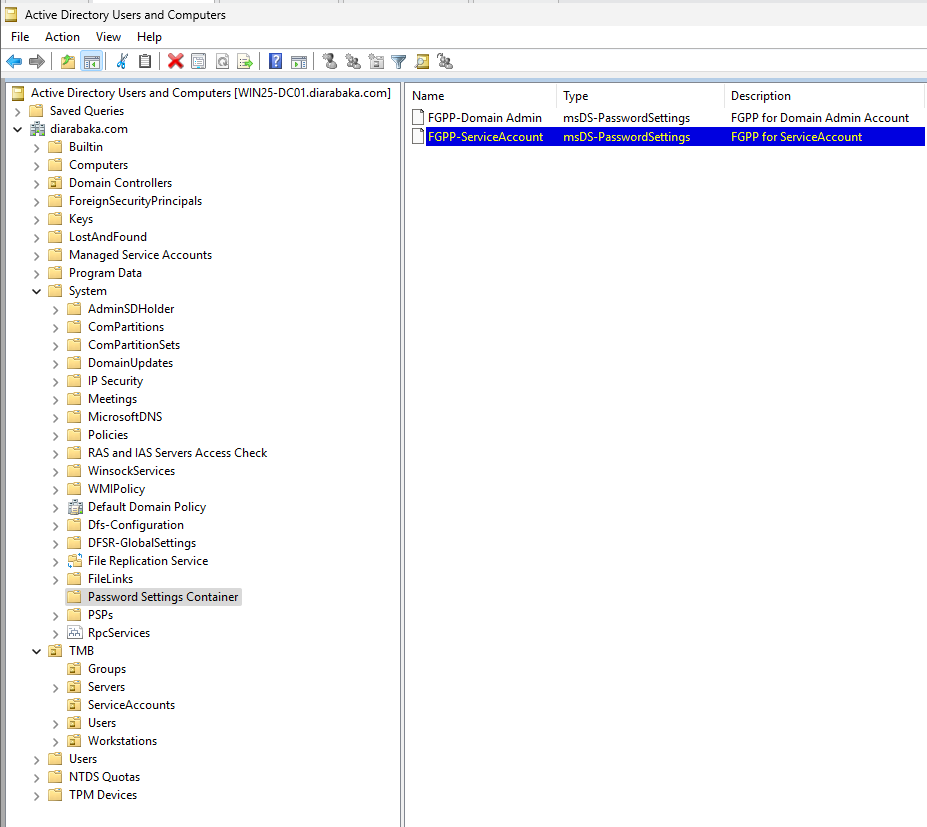 Active Directory Users and Computers
File Action View Help
Active Directory Users and Computers [WIN25-DC01.diarabaka.com]
Saved Queries
diarabaka.com
Builtin
Computers
Domain Controllers
ForeignSecurityPrincipals
Keys
LostAndFound
Managed Service Accounts
Program Data
System
AdminSDHolder
ComPartitions
ComPartitionSets
DomainUpdates
IP Security
Meetings
MicrosoftDNS
Policies
RAS and IAS Servers Access Check
WinsockServices
WMIPolicy
Default Domain Policy
Dfs-Configuration
DFSR-GlobalSettings
File Replication Service
FileLinks
Password Settings Container
PSPs
RpcServices
TMB
Groups
Servers
ServiceAccounts
Users
Workstations
Users
NTDS Quotas
TPM Devices
Name Type Description
FGPP-Domain Admin msDS-PasswordSettings FGPP for Domain Admin Account
FGPP-ServiceAccount msDS-PasswordSettings FGPP for ServiceAccount